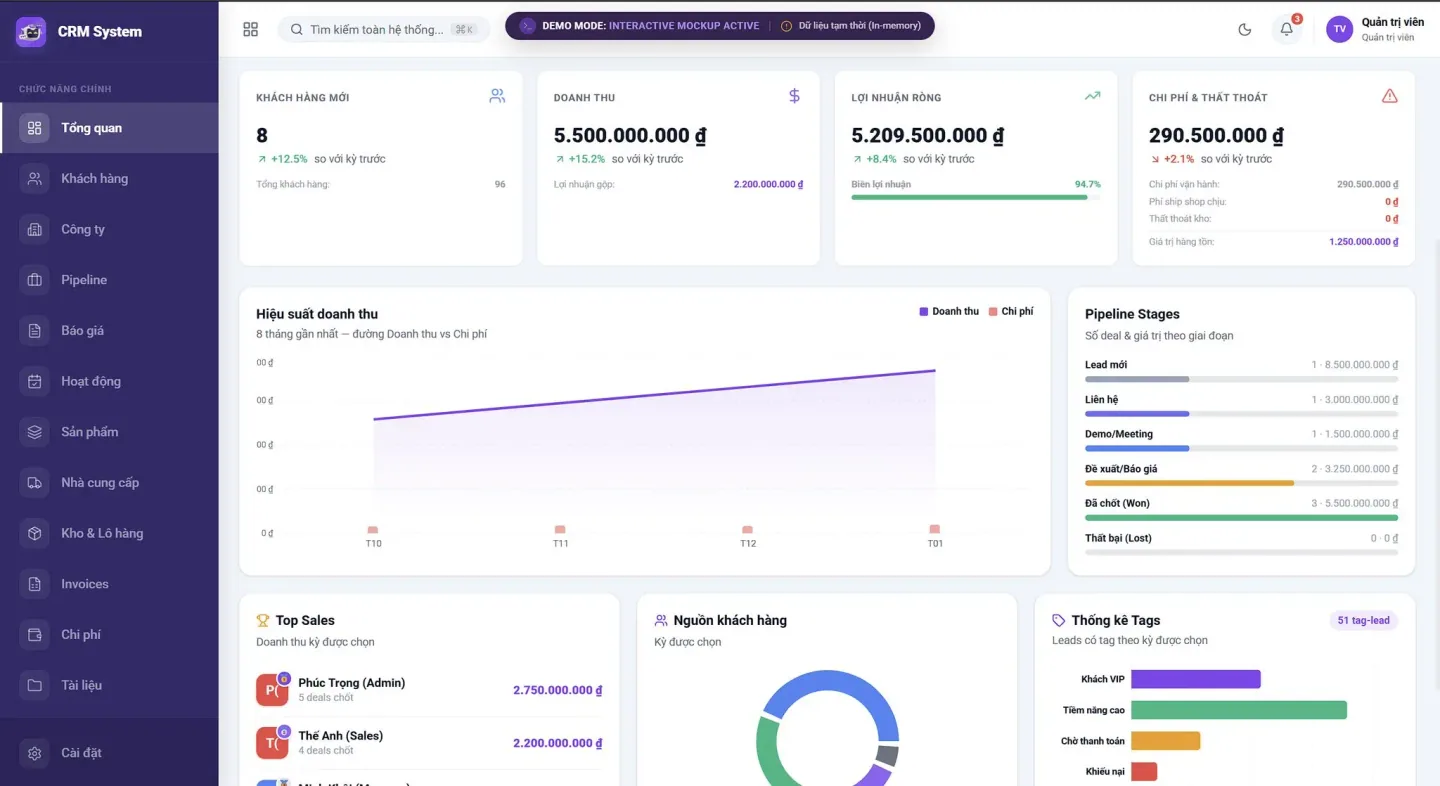 CRM System
Tìm kiếm toàn hệ thống... ⌘K
DEMO MODE: INTERACTIVE MOCKUP ACTIVE
Dữ liệu tạm thời (In-memory)
3
TV
Quản trị viên
Quản trị viên
CHỨC NĂNG CHÍNH
Tổng quan
Khách hàng
Công ty
Pipeline
Báo giá
Hoạt động
Sản phẩm
Nhà cung cấp
Kho & Lô hàng
Invoices
Chi phí
Tài liệu
Cài đặt
KHÁCH HÀNG MỚI
8
+12.5% so với kỳ trước
Tổng khách hàng: 96
DOANH THU
5.500.000.000 ₫
+15.2% so với kỳ trước
Lợi nhuận gộp: 2.200.000.000 ₫
LỢI NHUẬN RÒNG
5.209.500.000 ₫
+8.4% so với kỳ trước
Biên lợi nhuận 94.7%
CHI PHÍ & THẤT THOÁT
290.500.000 ₫
+2.1% so với kỳ trước
Chi phí vận hành: 290.500.000 ₫
Phí ship shop chịu: 0 ₫
Thất thoát kho: 0 ₫
Giá trị hàng tồn: 1.250.000.000 ₫
Hiệu suất doanh thu
8 tháng gần nhất — đường Doanh thu vs Chi phí
Doanh thu Chi phí
00 ₫
00 ₫
00 ₫
00 ₫
0 ₫
T10 T11 T12 T01
Pipeline Stages
Số deal & giá trị theo giai đoạn
Lead mới 1 · 8.500.000.000 ₫
Liên hệ 1 · 3.000.000.000 ₫
Demo/Meeting 1 · 1.500.000.000 ₫
Đề xuất/Báo giá 2 · 3.250.000.000 ₫
Đã chốt (Won) 3 · 5.500.000.000 ₫
Thất bại (Lost) 0 · 0 ₫
Top Sales
Doanh thu kỳ được chọn
P(
Phúc Trọng (Admin)
5 deals chốt
2.750.000.000 ₫
T(
Thế Anh (Sales)
4 deals chốt
2.200.000.000 ₫
Nguồn khách hàng
Kỳ được chọn
Thống kê Tags
51 tag-lead
Leads có tag theo kỳ được chọn
Khách VIP
Tiềm năng cao
Chờ thanh toán
Khiếu nại